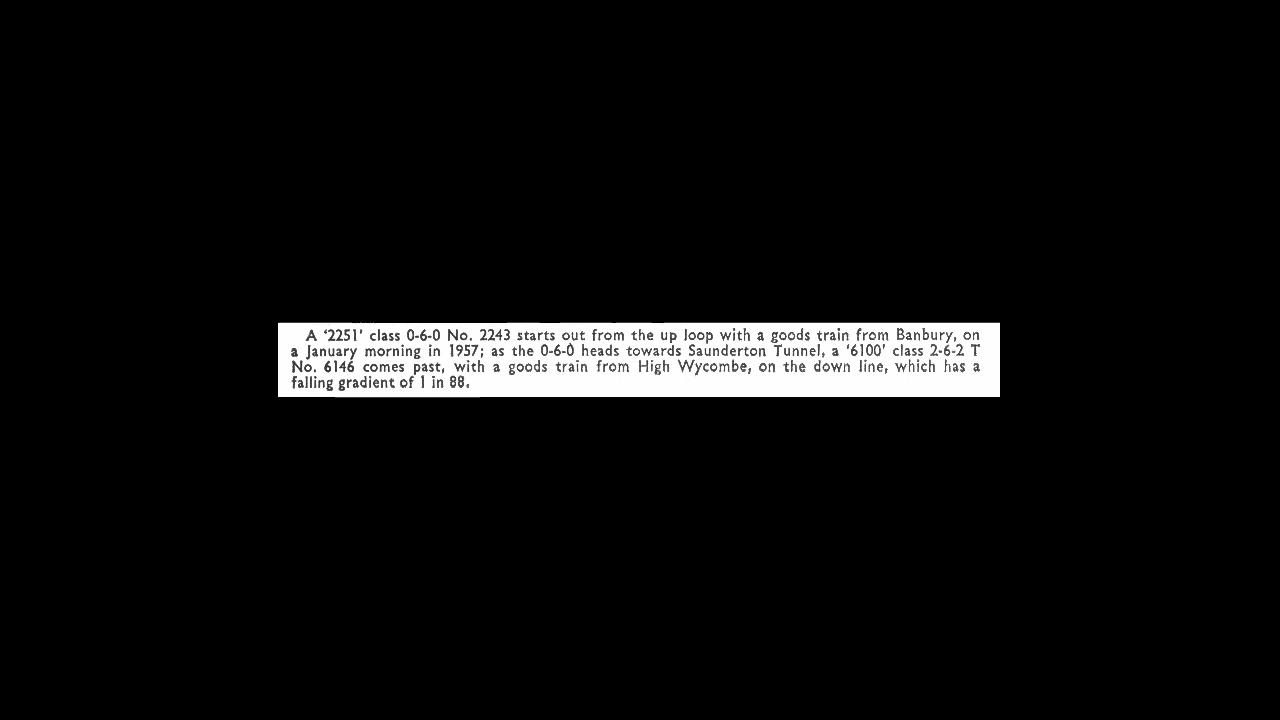 A ‘2251’ class 0-6-0 No. 2243 starts out from the up loop with a goods train from Banbury, on
a January morning in 1957; as the 0-6-0 heads towards Saunderton Tunnel, a ‘6100’ class 2-6-2 T
No. 6146 comes past, with a goods train from High Wycombe, on the down line, which has a
falling gradient of 1 in 88.